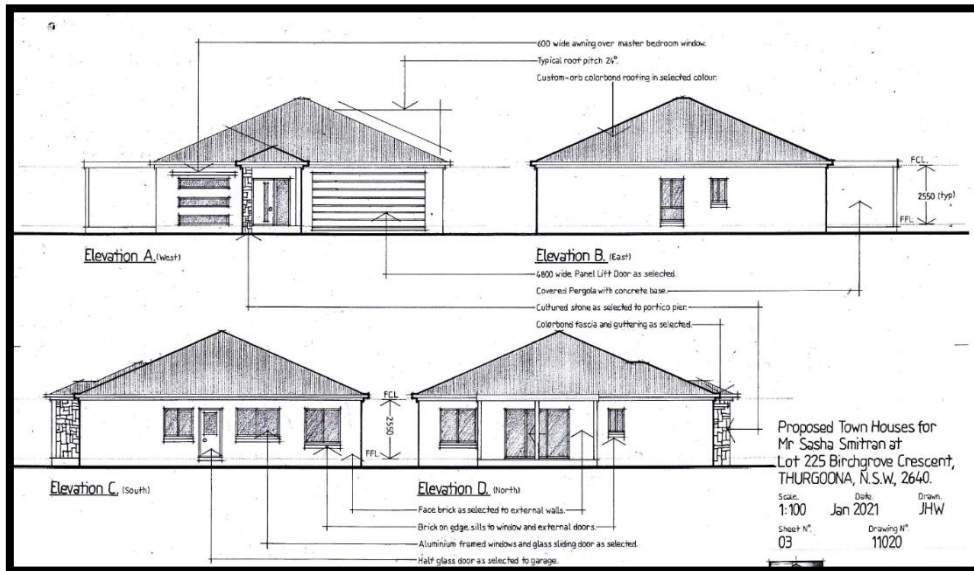 600 wide awning over master bedroom window.
Typical roof pitch 24°.
Custom-orb colorbond roofing in selected colour.
FCL.
2550 (typ)
FFL.
Elevation A. (West)
Elevation B. (East)
4800 wide Panel Lift Door as selected.
Covered Pergola with concrete base.
Cultured stone as selected to portico pier.
Colorbond fascia and guttering as selected.
FCL.
2550
FFL.
Elevation C. (South)
Elevation D. (North)
Face brick as selected to external walls.
Brick on edge sills to window and external doors.
Aluminium framed windows and glass sliding door as selected.
Half glass door as selected to garage.
Proposed Town Houses for
Mr Sasha Smitran at
Lot 225 Birchgrove Crescent,
THURGOONA, N.S.W, 2640.
Scale. Date. Drawn.
1:100 Jan 2021 JHW
Sheet Nº. Drawing Nº
03 11020